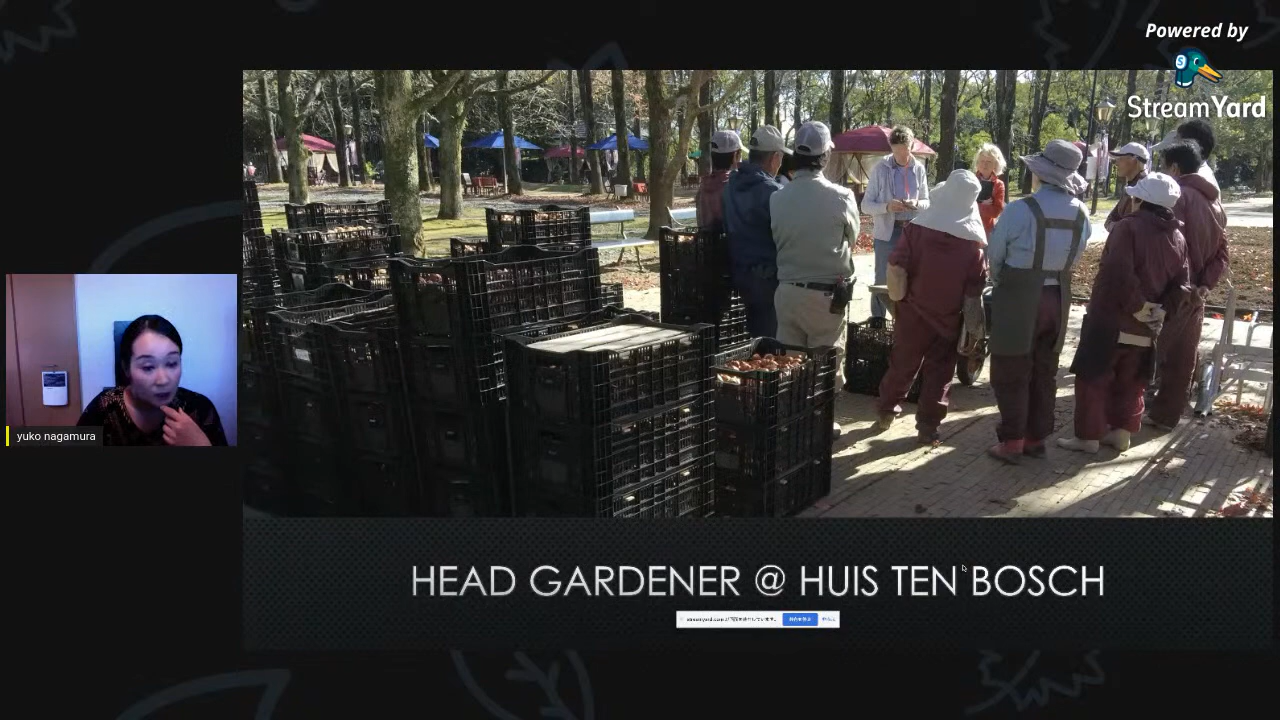 Powered by
StreamYard
yuko nagamura
HEAD GARDENER @ HUIS TEN BOSCH